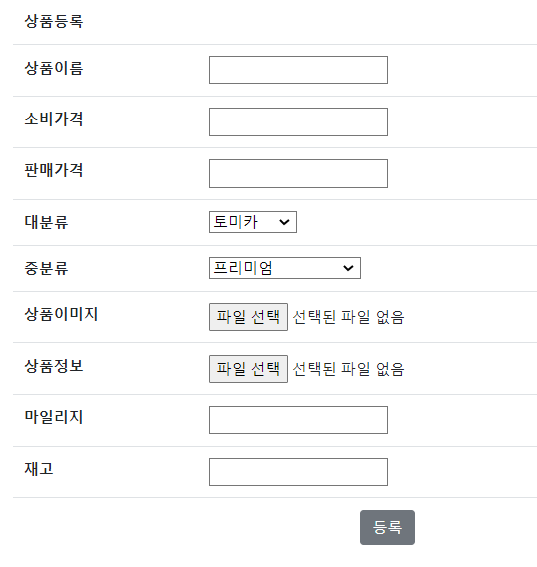 상품등록
상품이름
소비가격
판매가격
대분류 토미카
중분류 프리미엄
상품이미지 파일 선택 선택된 파일 없음
상품정보 파일 선택 선택된 파일 없음
마일리지
재고
등록